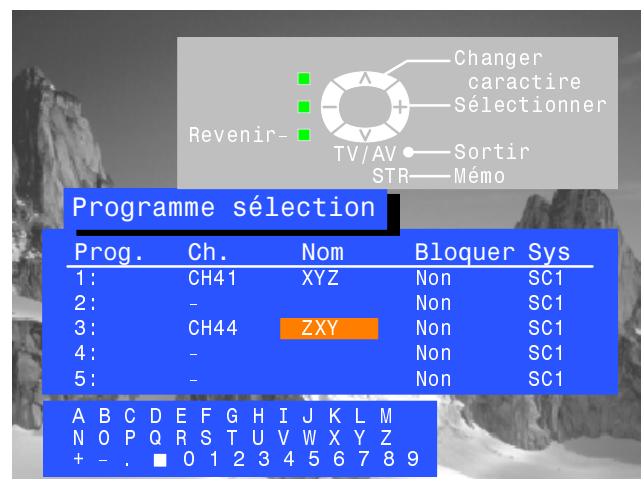 Changer
caractire
Sélectionner
Revenir-
TV/AV Sortir
STR Mémo
Programme sélection
Prog. Ch. Nom Bloquer Sys
1: CH41 XYZ Non SC1
2: - Non SC1
3: CH44 ZXY Non SC1
4: - Non SC1
5: - Non SC1
A B C D E F G H I J K L M
N O P Q R S T U V W X Y Z
+ - . ■ 0 1 2 3 4 5 6 7 8 9